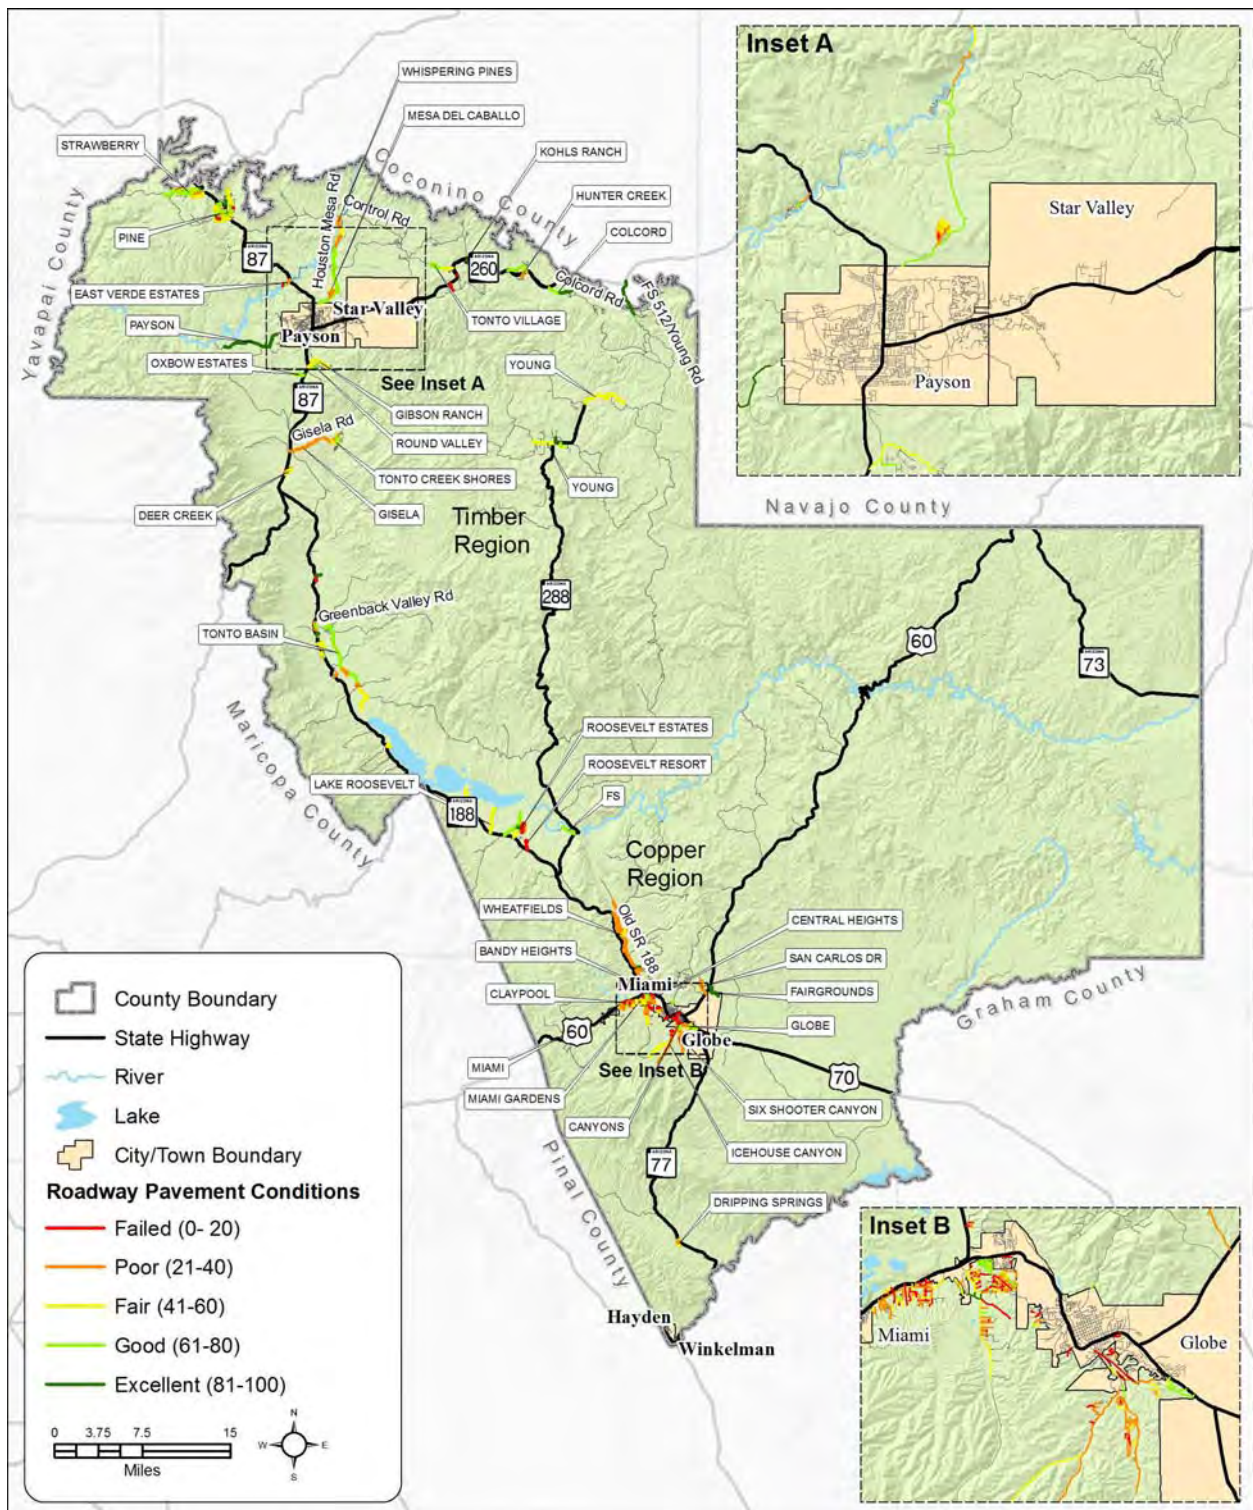 Inset A
Star Valley
Payson
WHISPERING PINES
MESA DEL CABALLO
STRAWBERRY
KOHLS RANCH
HUNTER CREEK
COLCORD
Coconino County
Houston Mesa Rd
Control Rd
PINE
ARIZONA
87
ARIZONA
260
Colcord Rd
FS 512/Young Rd
EAST VERDE ESTATES
Star Valley
TONTO VILLAGE
PAYSON
Payson
Yavapai County
OXBOW ESTATES
See Inset A
YOUNG
ARIZONA
87
GIBSON RANCH
Gisela Rd
ROUND VALLEY
TONTO CREEK SHORES
YOUNG
DEER CREEK
GISELA
Navajo County
Timber
Region
ARIZONA
288
Greenback Valley Rd
TONTO BASIN
60
ARIZONA
73
Maricopa County
ROOSEVELT ESTATES
ROOSEVELT RESORT
LAKE ROOSEVELT
FS
ARIZONA
188
Copper
Region
WHEATFIELDS
Old SR 188
CENTRAL HEIGHTS
BANDY HEIGHTS
SAN CARLOS DR
Miami
CLAYPOOL
FAIRGROUNDS
Graham County
60
GLOBE
Globe
MIAMI
See Inset B
70
MIAMI GARDENS
SIX SHOOTER CANYON
CANYONS
ICEHOUSE CANYON
Pinal County
ARIZONA
77
DRIPPING SPRINGS
Hayden
Winkelman
Inset B
Miami
Globe
County Boundary
State Highway
River
Lake
City/Town Boundary
Roadway Pavement Conditions
Failed (0- 20)
Poor (21-40)
Fair (41-60)
Good (61-80)
Excellent (81-100)
0 3.75 7.5 15
Miles
N
W E
S